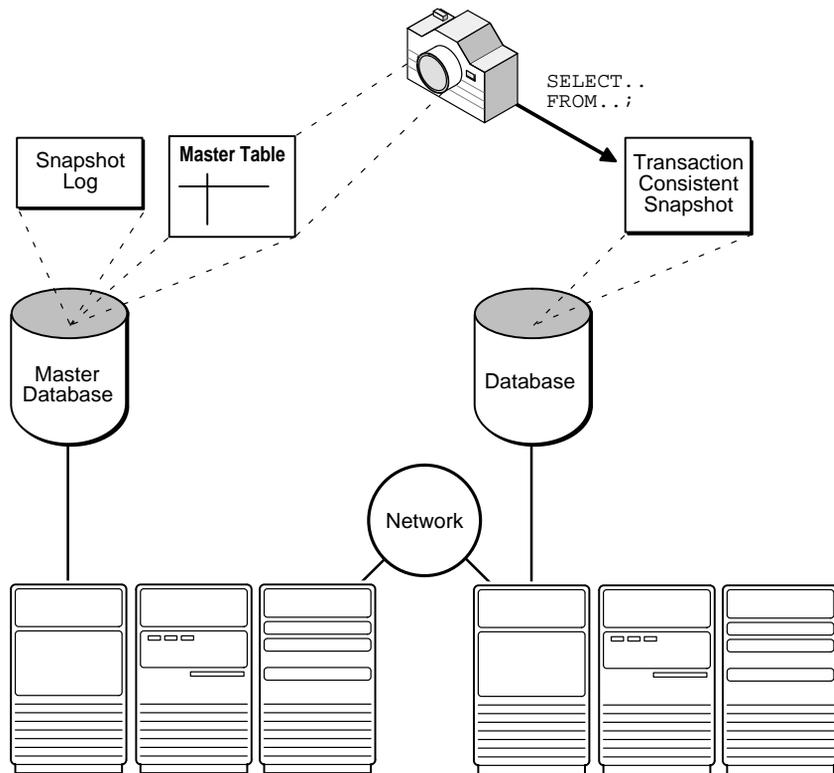 SELECT..
FROM..;
Snapshot
Log
Master Table
Transaction
Consistent
Snapshot
Master
Database
Database
Network